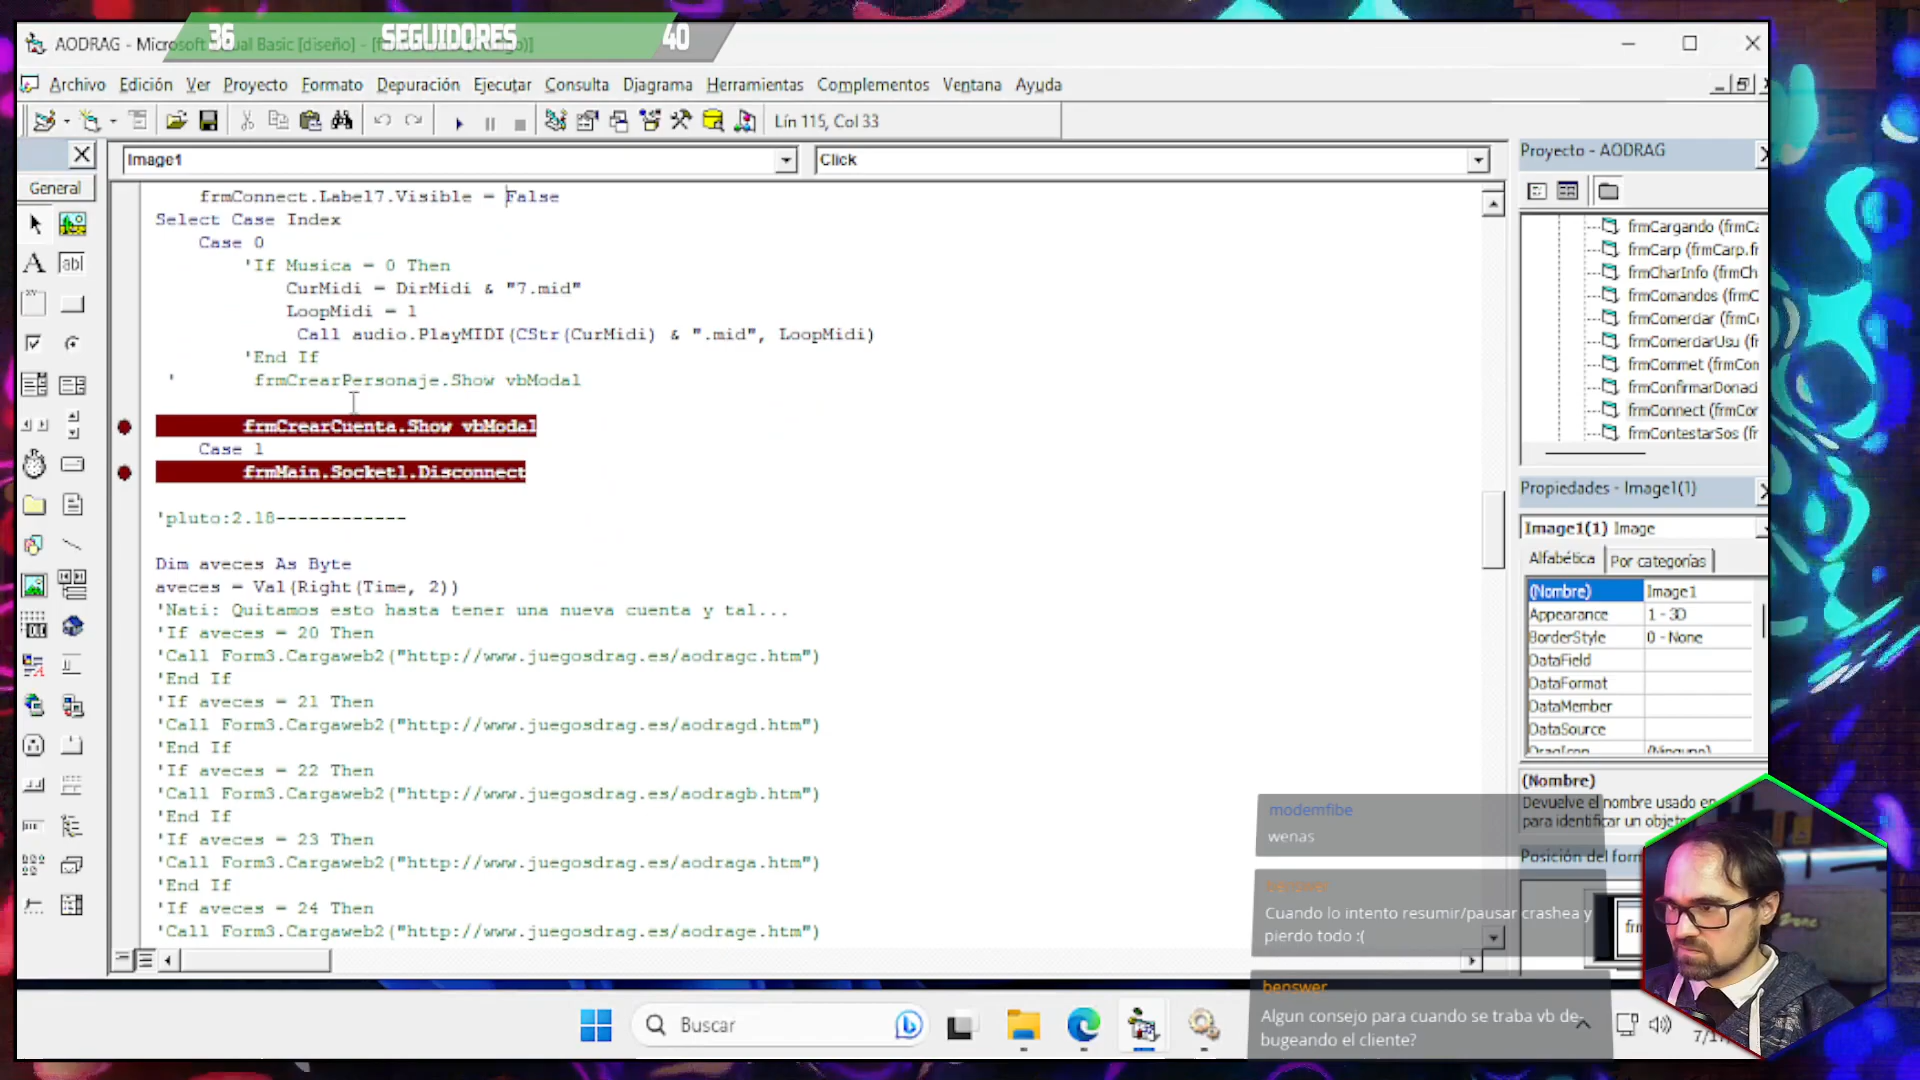 36 SEGUIDORES 40
AODRAG - Microsoft Visual Basic [diseño] -
Archivo Edición Ver Proyecto Formato Depuración Ejecutar Consulta Diagrama Herramientas Complementos Ventana Ayuda
Lín 115, Col 33
General
Image1
Click
frmConnect.Label7.Visible = False
Select Case Index
Case 0
'If Musica = 0 Then
CurMidi = DirMidi & "7.mid"
LoopMidi = 1
Call audio.PlayMIDI(CStr(CurMidi) & ".mid", LoopMidi)
'End If
' frmCrearPersonaje.Show vbModal
frmCrearCuenta.Show vbModal
Case 1
frmMain.Socket1.Disconnect
'pluto:2.18------------
Dim aveces As Byte
aveces = Val(Right(Time, 2))
'Nati: Quitamos esto hasta tener una nueva cuenta y tal...
'If aveces = 20 Then
'Call Form3.Cargaweb2("http://www.juegosdrag.es/aodragc.htm")
'End If
'If aveces = 21 Then
'Call Form3.Cargaweb2("http://www.juegosdrag.es/aodragd.htm")
'End If
'If aveces = 22 Then
'Call Form3.Cargaweb2("http://www.juegosdrag.es/aodragb.htm")
'End If
'If aveces = 23 Then
'Call Form3.Cargaweb2("http://www.juegosdrag.es/aodraga.htm")
'End If
'If aveces = 24 Then
'Call Form3.Cargaweb2("http://www.juegosdrag.es/aodrage.htm")
Proyecto - AODRAG
frmCargando (frmCa
frmCarp (frmCarp.fr
frmCharInfo (frmCh
frmComandos (frmC
frmComerciar (frmC
frmComerciarUsu (f
frmCommet (frmCo
frmConfirmarDonaci
frmConnect (frmCor
frmContestarSos (f
Propiedades - Image1(1)
Image1(1) Image
Alfabética Por categorías
(Nombre) Image1
Appearance 1 - 3D
BorderStyle 0 - None
DataField
DataFormat
DataMember
DataSource
DragIcon (Ninguno)
(Nombre)
Devuelve el nombre usado en
para identificar un objeto
Posición del form
modemfibe
wenas
benswer
Cuando lo intento resumir/pausar crashea y
pierdo todo :(
benswer
Algun consejo para cuando se traba vb de-
bugeando el cliente?
Buscar